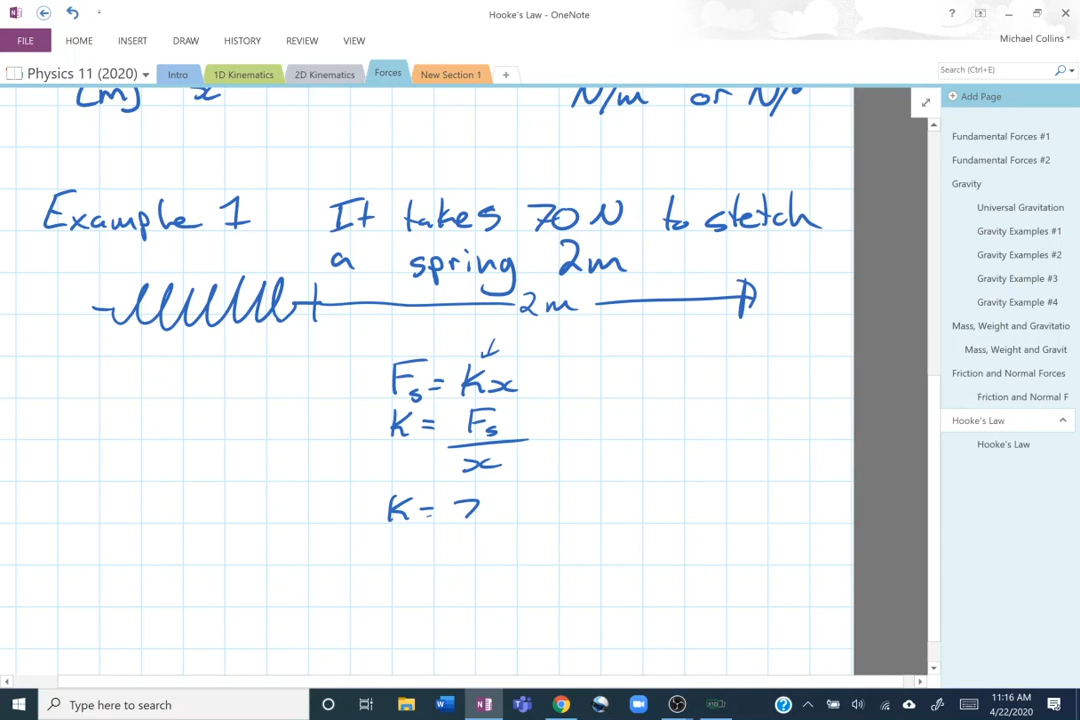 Hooke's Law - OneNote
?
Michael Collins
FILE HOME INSERT DRAW HISTORY REVIEW VIEW
Physics 11 (2020) Intro 1D Kinematics 2D Kinematics Forces New Section 1 +
Search (Ctrl+E)
Add Page
[m] x N/m or N/
Fundamental Forces #1
Fundamental Forces #2
Gravity
Universal Gravitation
Gravity Examples #1
Gravity Examples #2
Gravity Example #3
Gravity Example #4
Mass, Weight and Gravitatio
Mass, Weight and Gravit
Friction and Normal Forces
Friction and Normal F
Hooke's Law
Hooke's Law
Example 1 It takes 70 N to stetch
a spring 2m
2m
Fs = Kx
K = Fs
x
K = 7
Type here to search
11:16 AM
4/22/2020